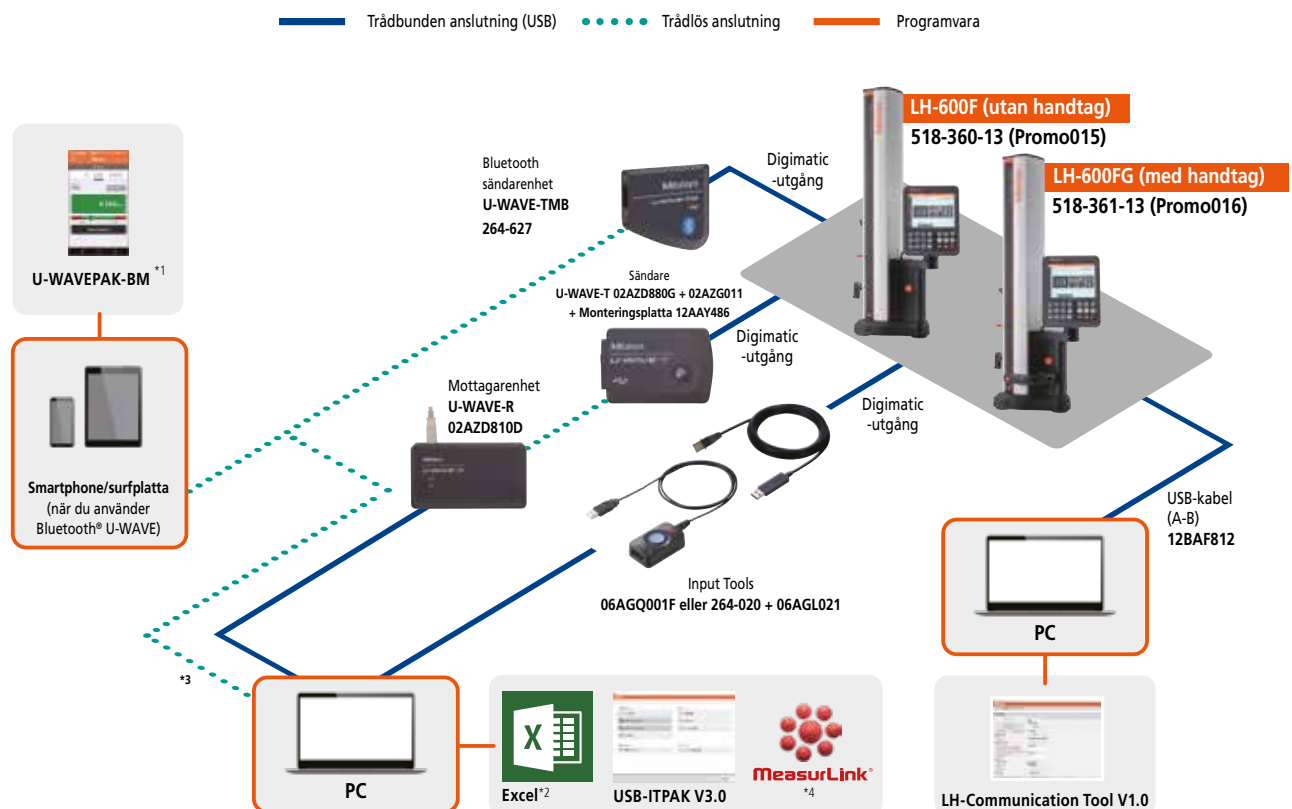 Trådbunden anslutning (USB)
Trådlös anslutning
Programvara
LH-600F (utan handtag)
518-360-13 (Promo015)
LH-600FG (med handtag)
518-361-13 (Promo016)
Bluetooth
sändarenhet
U-WAVE-TMB
264-627
Mitutoyo
Digimatic
-utgång
U-WAVEPAK-BM *1
Sändare
U-WAVE-T 02AZD880G + 02AZG011
+ Monteringsplatta 12AAY486
Mitutoyo
Digimatic
-utgång
Mottagarenhet
U-WAVE-R
02AZD810D
Digimatic
-utgång
Smartphone/surfplatta
(när du använder
Bluetooth® U-WAVE)
USB-kabel
(A-B)
12BAF812
Input Tools
06AGQ001F eller 264-020 + 06AGL021
PC
*3
PC
X
Excel*2
USB-ITPAK V3.0
MeasurLink®
*4
LH-Communication Tool V1.0